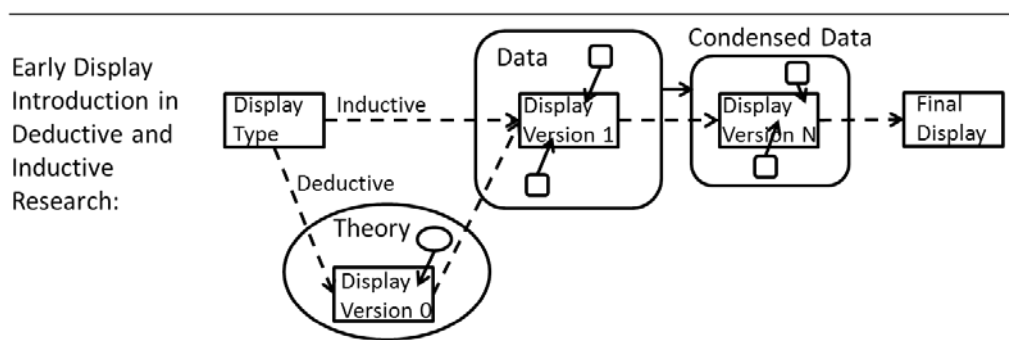 Early Display
Introduction in
Deductive and
Inductive
Research:
Display
Type
Inductive
Deductive
Theory
Display
Version 0
Data
Display
Version 1
Condensed Data
Display
Version N
Final
Display